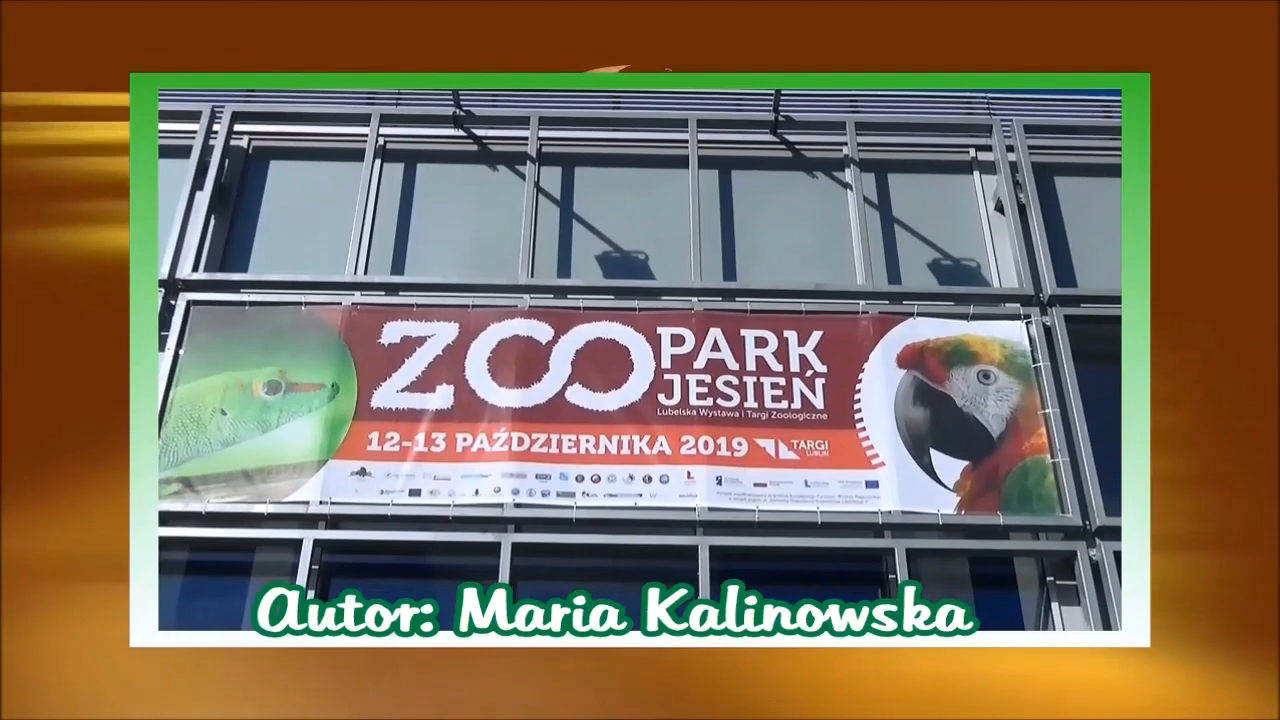 ZOO PARK
JESIEŃ
Lubelska Wystawa i Targi Zoologiczne
12-13 PAŹDZIERNIKA 2019
TARGI
LUBLIN
Autor: Maria Kalinowska